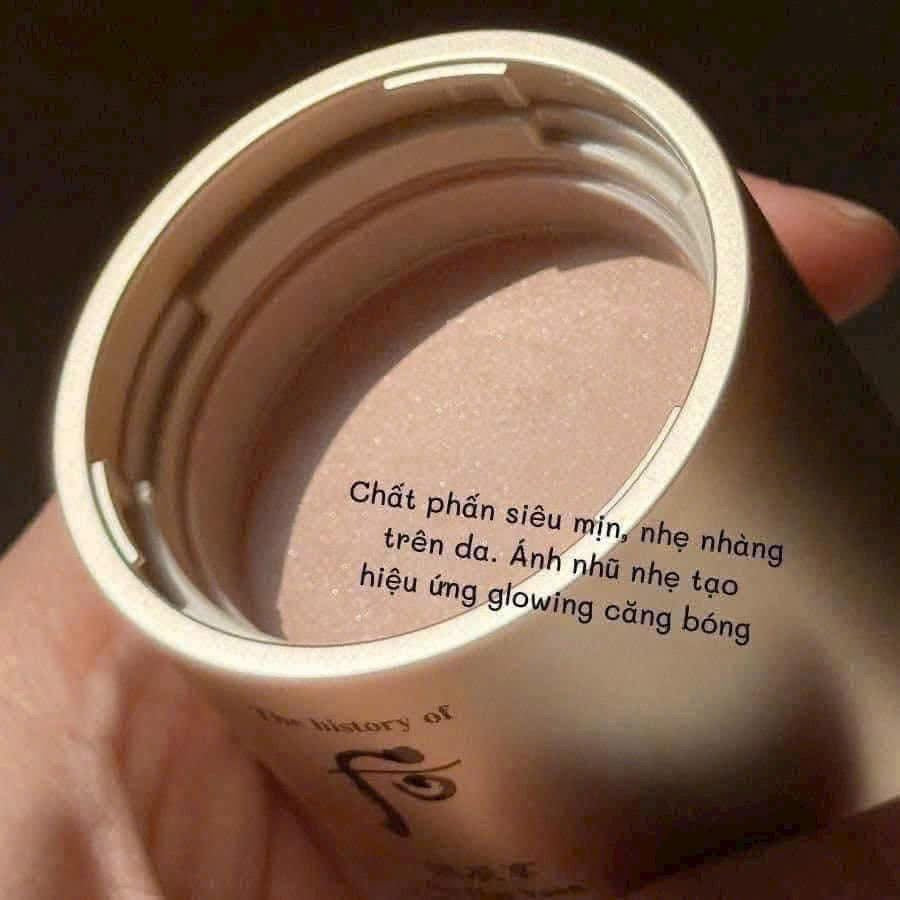 Chất phấn siêu mịn, nhẹ nhàng
trên da. Ánh nhũ nhẹ tạo
hiệu ứng glowing căng bóng
The history of
后